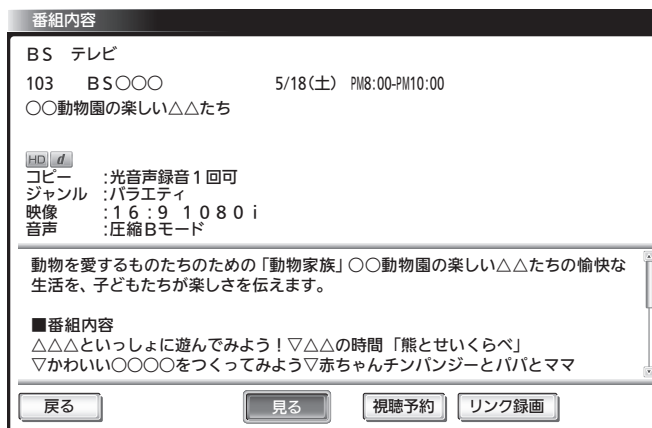 番組内容
BS テレビ
103 BS○○○ 5/18(土) PM8:00-PM10:00
○○動物園の楽しい△△たち
HD d
コピー :光音声録音1回可
ジャンル :バラエティ
映像 :16:9 1080i
音声 :圧縮Bモード
動物を愛するものたちのための「動物家族」○○動物園の楽しい△△たちの愉快な
生活を、子どもたちが楽しさを伝えます。
■番組内容
△△△といっしょに遊んでみよう!▽△△の時間「熊とせいくらべ」
▽かわいい○○○○をつくってみよう▽赤ちゃんチンパンジーとパパとママ
戻る 見る 視聴予約 リンク録画